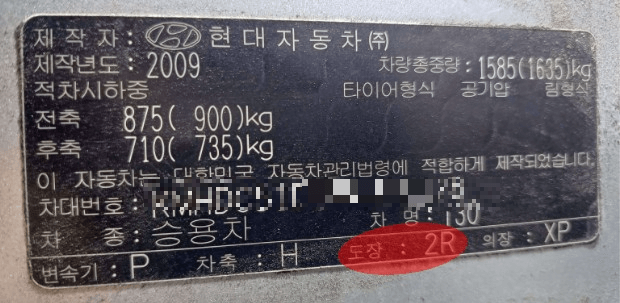 제 작 자 : 현대자동차㈜
제작년도 : 2009 차량총중량 : 1585(1635)kg
적차시하중 타이어형식 공기압 림형식
전축 875( 900)kg
후축 710( 735)kg
이 자동차는 대한민국 자동차관리법령에 적합하게 제작되었습니다.
차대번호 :
차 명 : i30
차 종 : 승용차
변속기 : P 차축 : H 도장 : 2R 의장 : XP